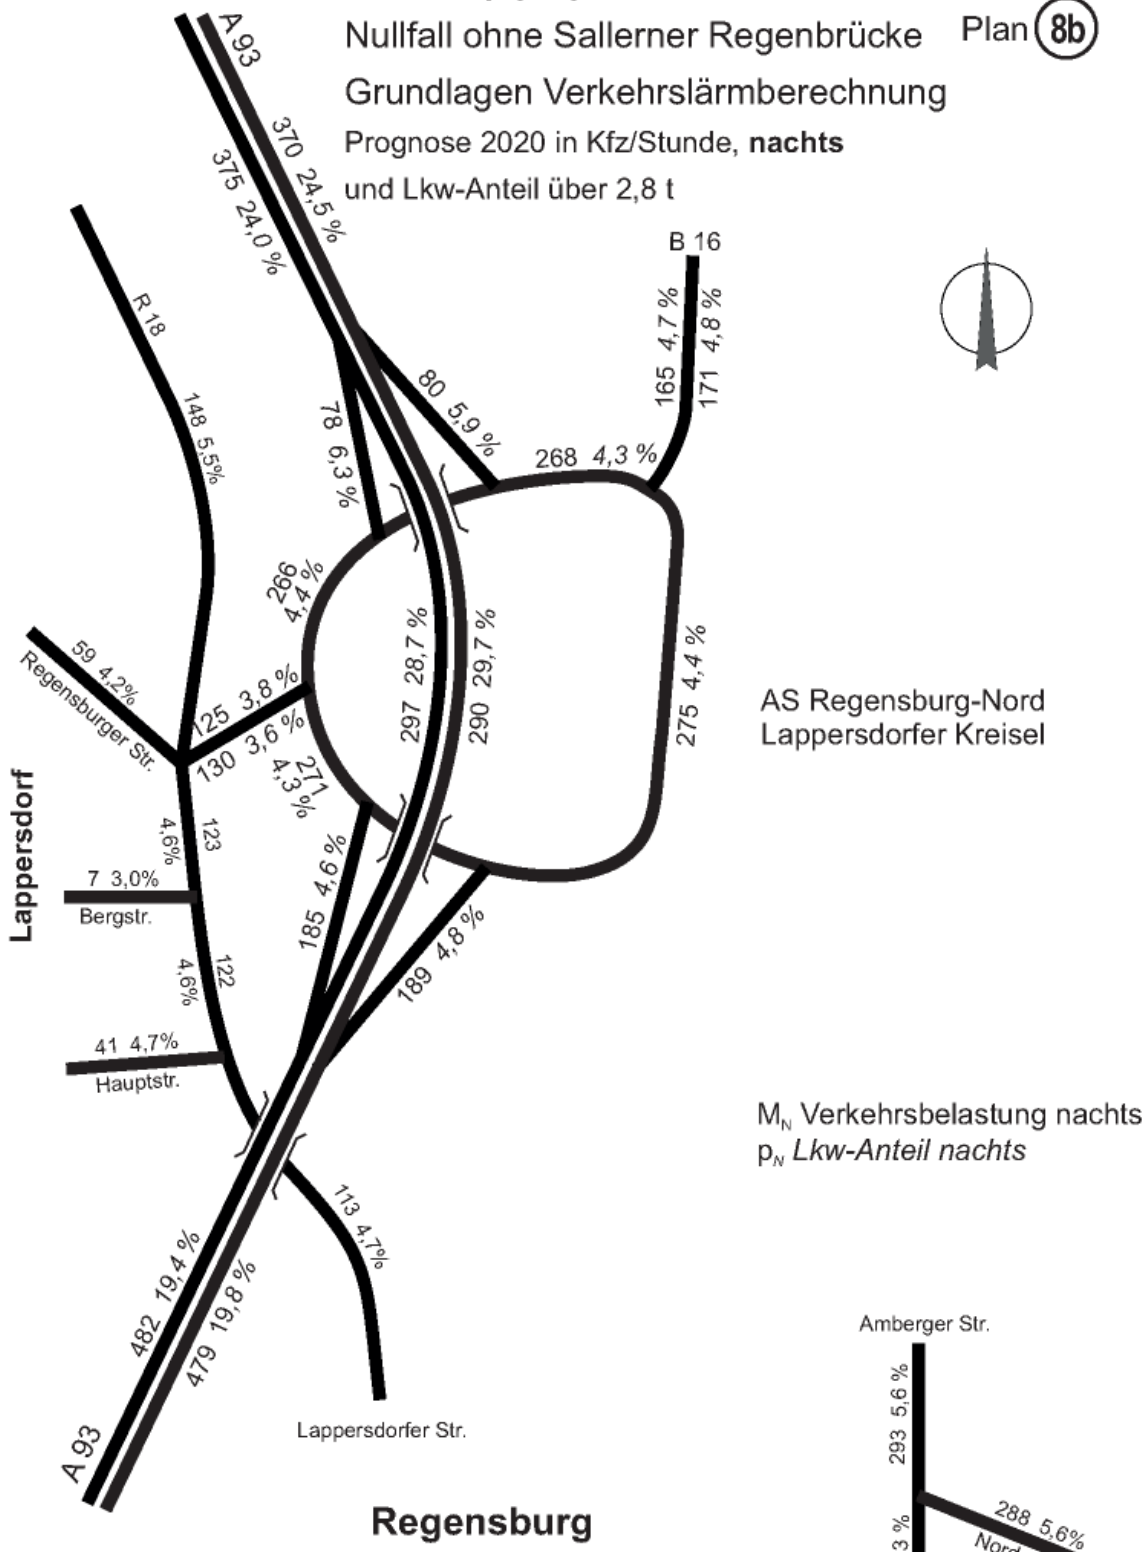 Nullfall ohne Sallerner Regenbrücke
Plan 8b
Grundlagen Verkehrslärmberechnung
Prognose 2020 in Kfz/Stunde, nachts
und Lkw-Anteil über 2,8 t
A 93
370 24,5 %
375 24,0 %
B 16
165 4,7 %
171 4,8 %
R 18
148 5,5%
80 5,9 %
78 6,3 %
268 4,3 %
266
4,4 %
297 28,7 %
290 29,7 %
275 4,4 %
59 4,2%
Regensburger Str.
125 3,8 %
130 3,6 %
271
4,3 %
AS Regensburg-Nord
Lappersdorfer Kreisel
Lappersdorf
123
4,6%
7 3,0%
Bergstr.
185 4,6 %
189 4,8 %
122
4,6%
41 4,7%
Hauptstr.
MN Verkehrsbelastung nachts
pN Lkw-Anteil nachts
113 4,7%
482 19,4 %
479 19,8 %
A 93
Lappersdorfer Str.
Regensburg
Amberger Str.
293 5,6 %
288 5,6%
Nord
3 %